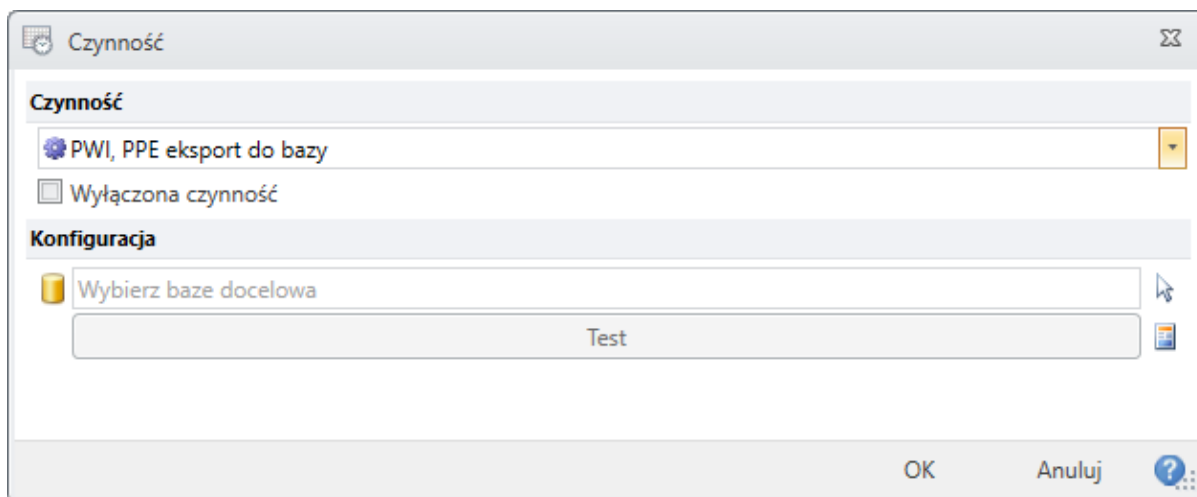 Czynność
Czynność
PWI, PPE eksport do bazy
Wyłączona czynność
Konfiguracja
Wybierz baze docelowa
Test
OK Anuluj